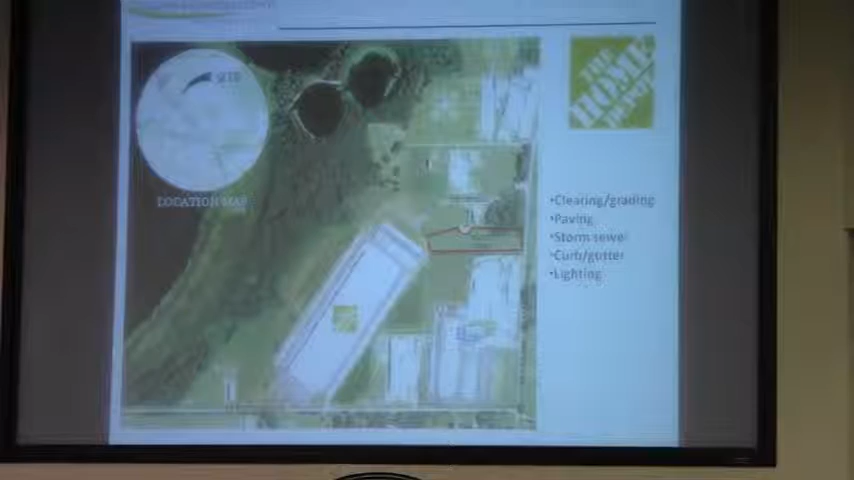 SITE
LOCATION MAP
THE
HOME
DEPOT
•Clearing/grading
•Paving
•Storm sewer
•Curb/gutter
•Lighting